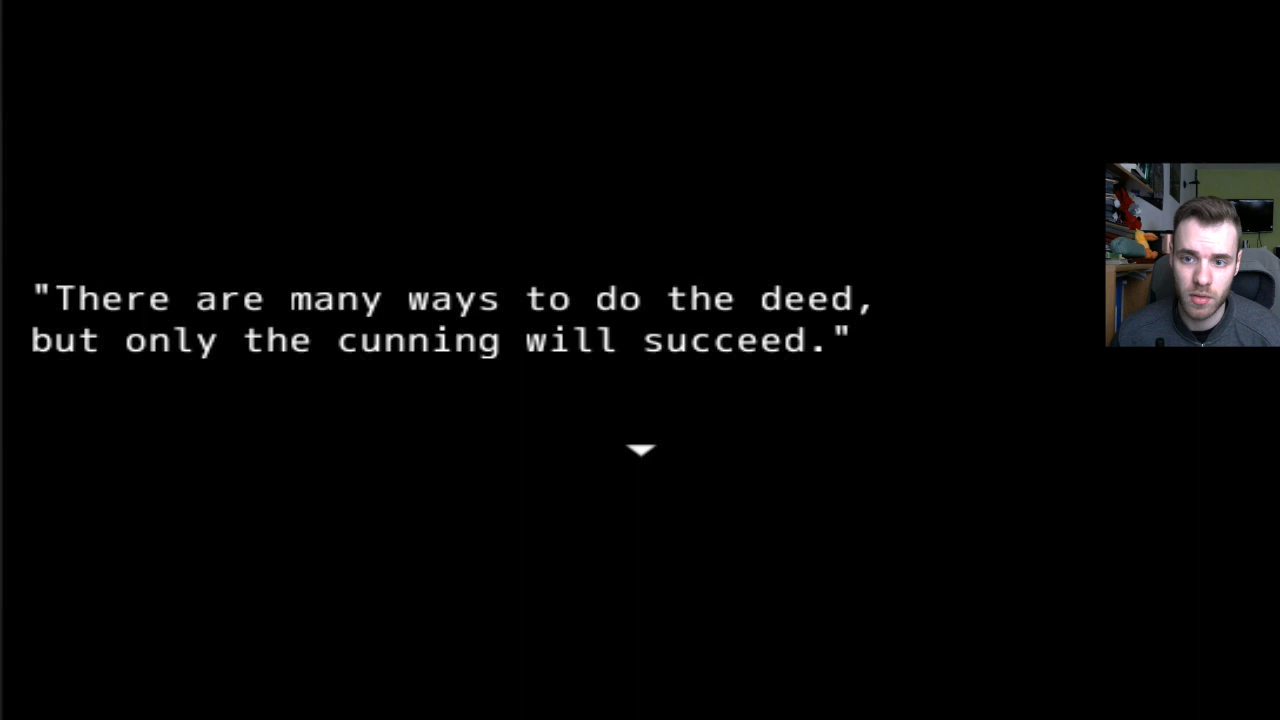 "There are many ways to do the deed,
but only the cunning will succeed."